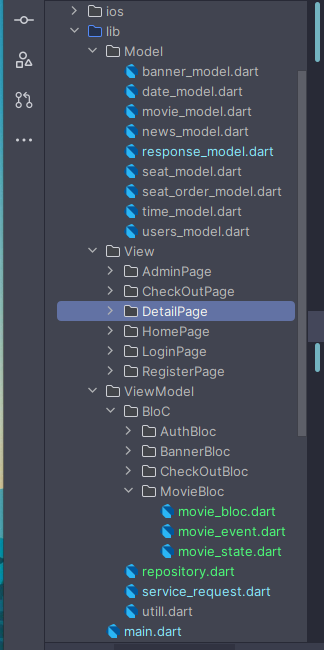 ios
lib
Model
banner_model.dart
date_model.dart
movie_model.dart
news_model.dart
response_model.dart
seat_model.dart
seat_order_model.dart
time_model.dart
users_model.dart
View
AdminPage
CheckOutPage
DetailPage
HomePage
LoginPage
RegisterPage
ViewModel
BloC
AuthBloc
BannerBloc
CheckOutBloc
MovieBloc
movie_bloc.dart
movie_event.dart
movie_state.dart
repository.dart
service_request.dart
utill.dart
main.dart